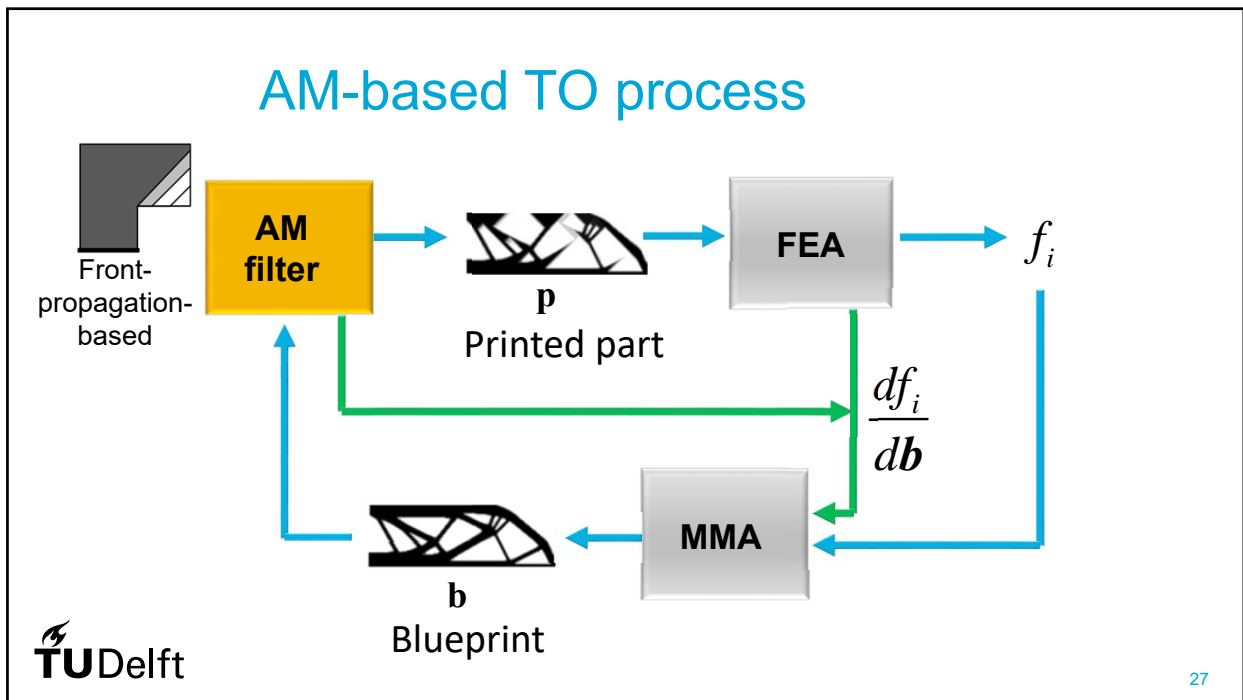 AM-based TO process
Front-
propagation-
based
AM
filter
p
Printed part
FEA
f_i
df_i
db
MMA
b
Blueprint
TUDelft
27